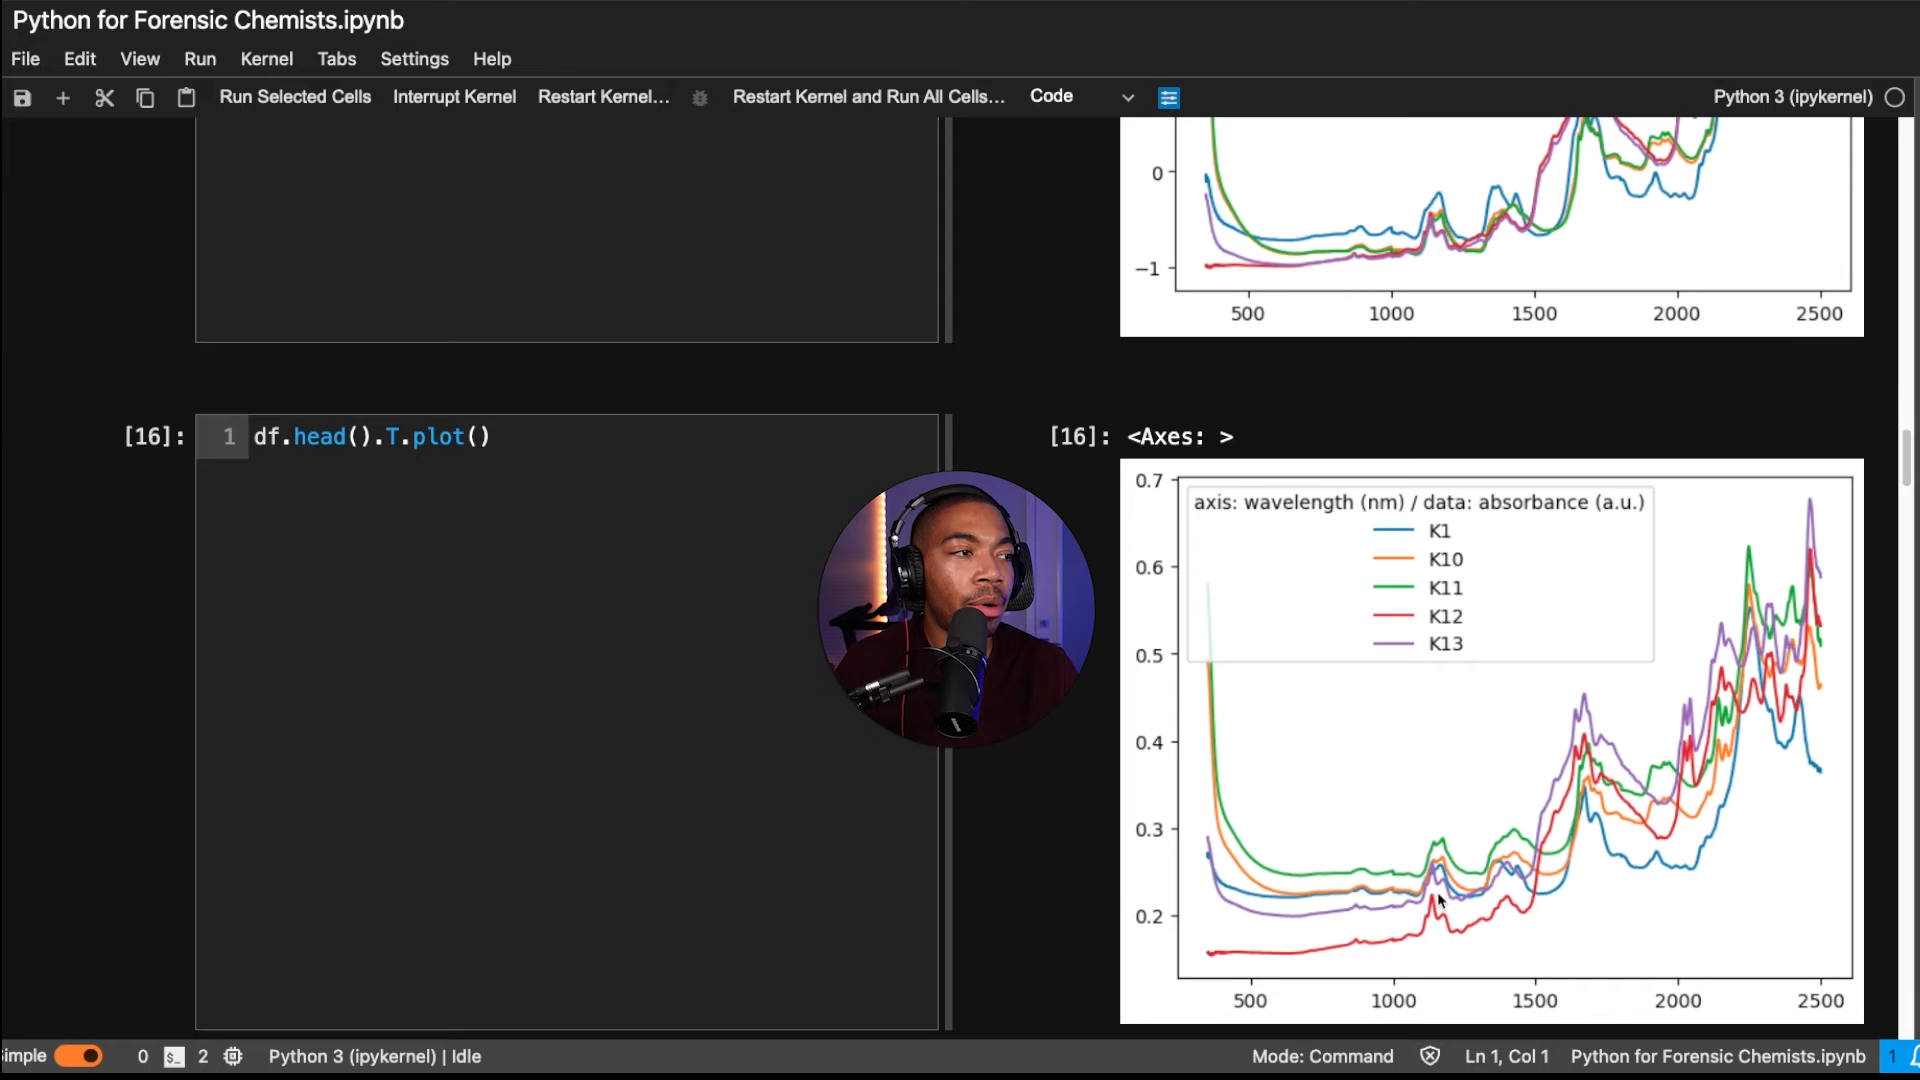 Python for Forensic Chemists.ipynb
File Edit View Run Kernel Tabs Settings Help
Run Selected Cells Interrupt Kernel Restart Kernel... Restart Kernel and Run All Cells... Code Python 3 (ipykernel)
0
−1
500 1000 1500 2000 2500
[16]: 1 df.head().T.plot()
[16]: <Axes: >
0.7
axis: wavelength (nm) / data: absorbance (a.u.)
K1
K10
0.6
K11
K12
K13
0.5
0.4
0.3
0.2
500 1000 1500 2000 2500
imple 0 $_ 2 Python 3 (ipykernel) | Idle Mode: Command Ln 1, Col 1 Python for Forensic Chemists.ipynb 1